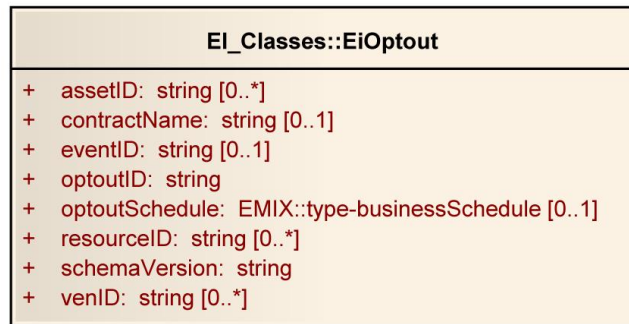 EI_Classes::EiOptout
+ assetID: string [0..*]
+ contractName: string [0..1]
+ eventID: string [0..1]
+ optoutID: string
+ optoutSchedule: EMIX::type-businessSchedule [0..1]
+ resourceID: string [0..*]
+ schemaVersion: string
+ venID: string [0..*]